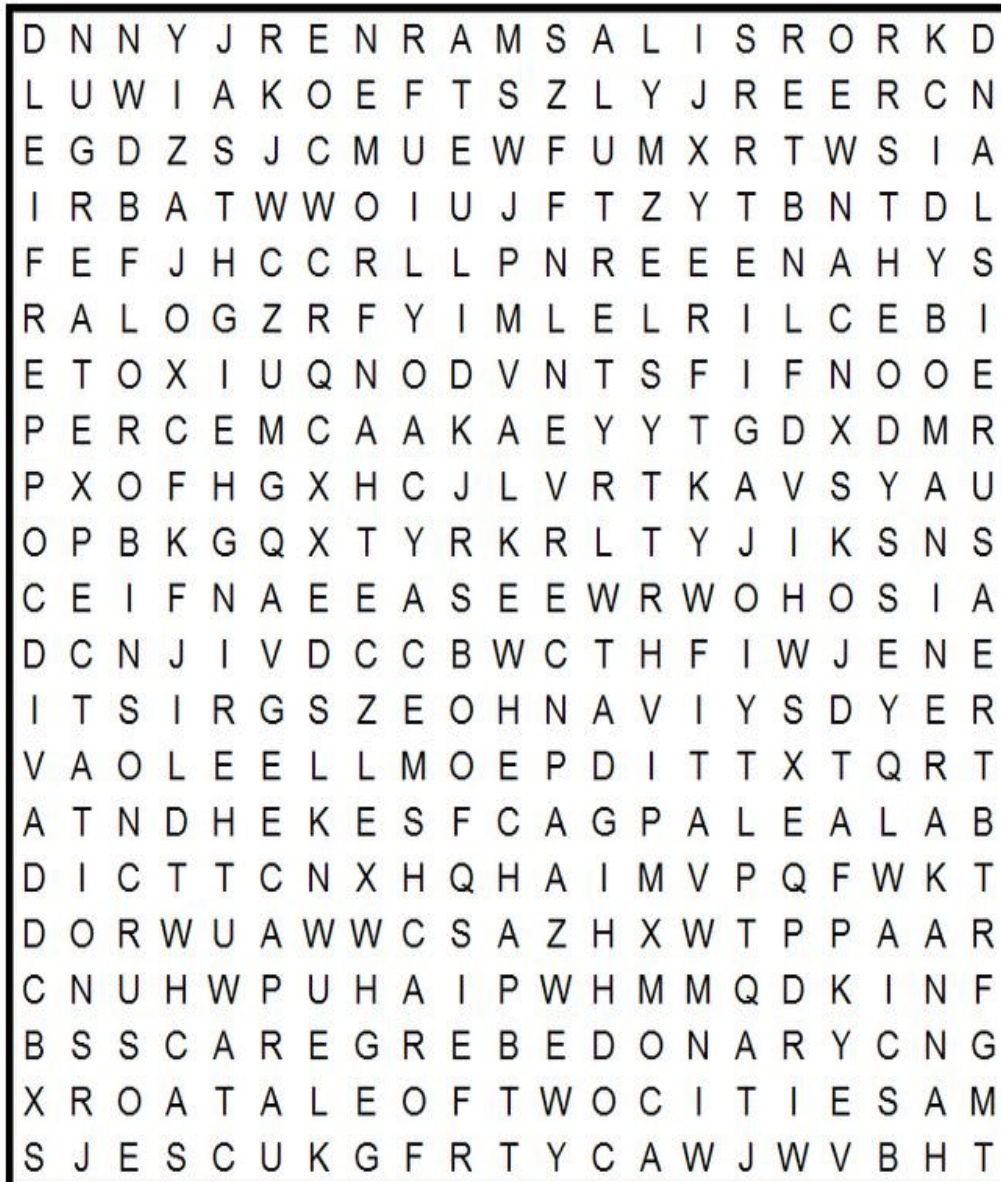 D N N Y J R E N R A M S A L I S R O R K D
L U W I A K O E F T S Z L Y J R E E R C N
E G D Z S J C M U E W F U M X R T W S I A
I R B A T W W O I U J F T Z Y T B N T D L
F E F J H C C R L L P N R E E E N A H Y S
R A L O G Z R F Y I M L E L R I L C E B I
E T O X I U Q N O D V N T S F I F N O O E
P E R C E M C A A K A E Y Y T G D X D M R
P X O F H G X H C J L V R T K A V S Y A U
O P B K G Q X T Y R K R L T Y J I K S N S
C E I F N A E E A S E E W R W O H O S I A
D C N J I V D C C B W C T H F I W J E N E
I T S I R G S Z E O H N A V I Y S D Y E R
V A O L E E L L M O E P D I T T X T Q R T
A T N D H E K E S F C A G P A L E A L A B
D I C T T C N X H Q H A I M V P Q F W K T
D O R W U A W W C S A Z H X W T P P A A R
C N U H W P U H A I P W H M M Q D K I N F
B S S C A R E G R E B E D O N A R Y C N G
X R O A T A L E O F T W O C I T I E S A M
S J E S C U K G F R T Y C A W J W V B H T